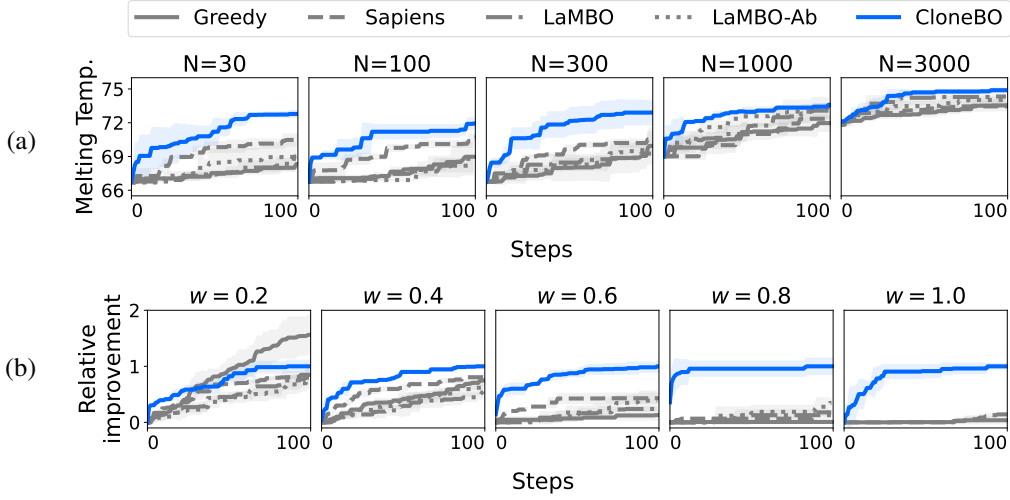 Greedy Sapiens LaMBO LaMBO-Ab CloneBO
(a)
Melting Temp.
N=30 N=100 N=300 N=1000 N=3000
75
72
69
66
0 100 0 100 0 100 0 100 0 100
Steps
(b)
Relative
improvement
w = 0.2 w = 0.4 w = 0.6 w = 0.8 w = 1.0
2
1
0
0 100 0 100 0 100 0 100 0 100
Steps